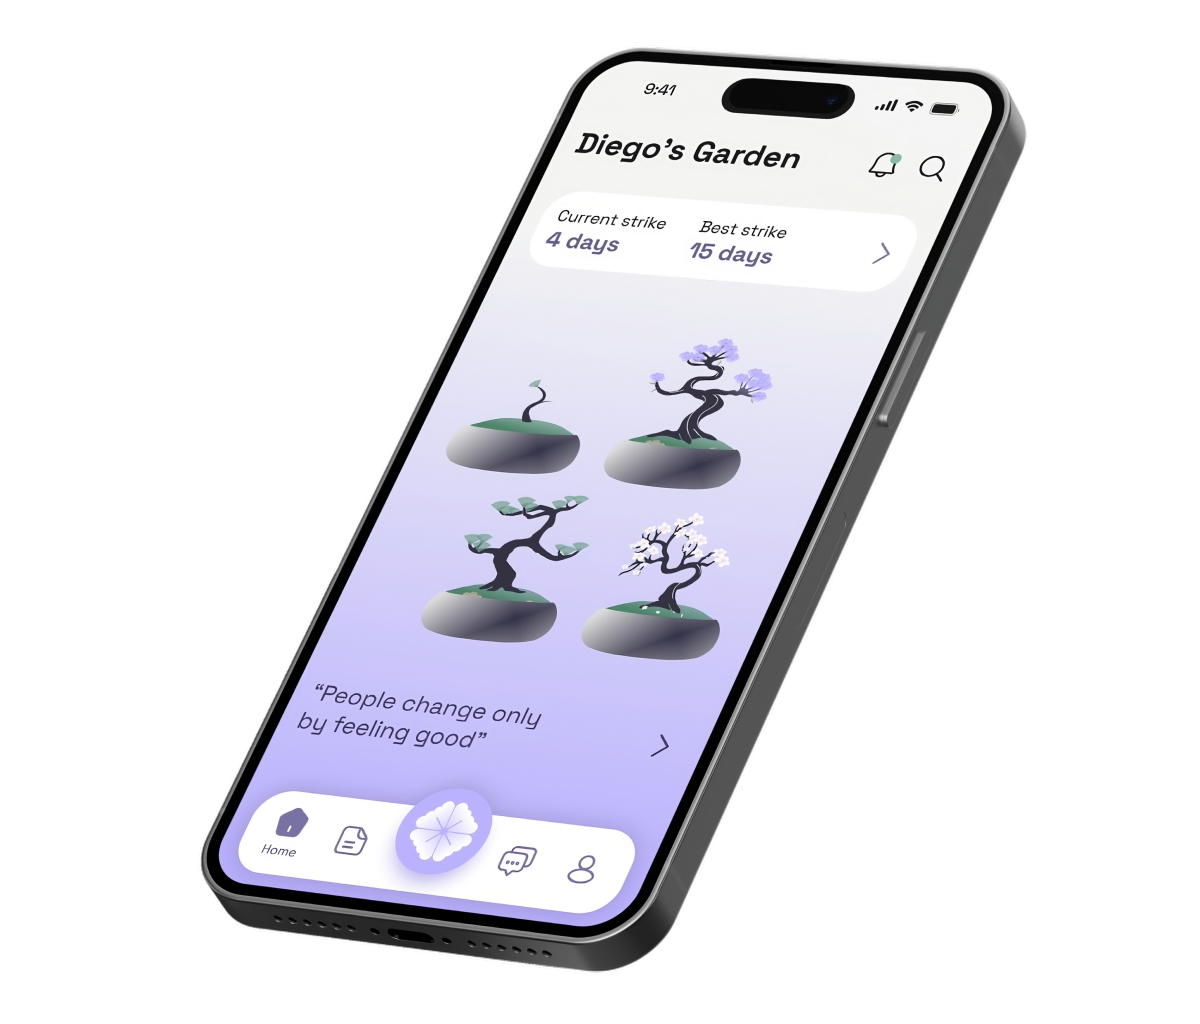 9:41
Diego's Garden
Current strike
Best strike
4 days
15 days
“People change only
by feeling good”
Home